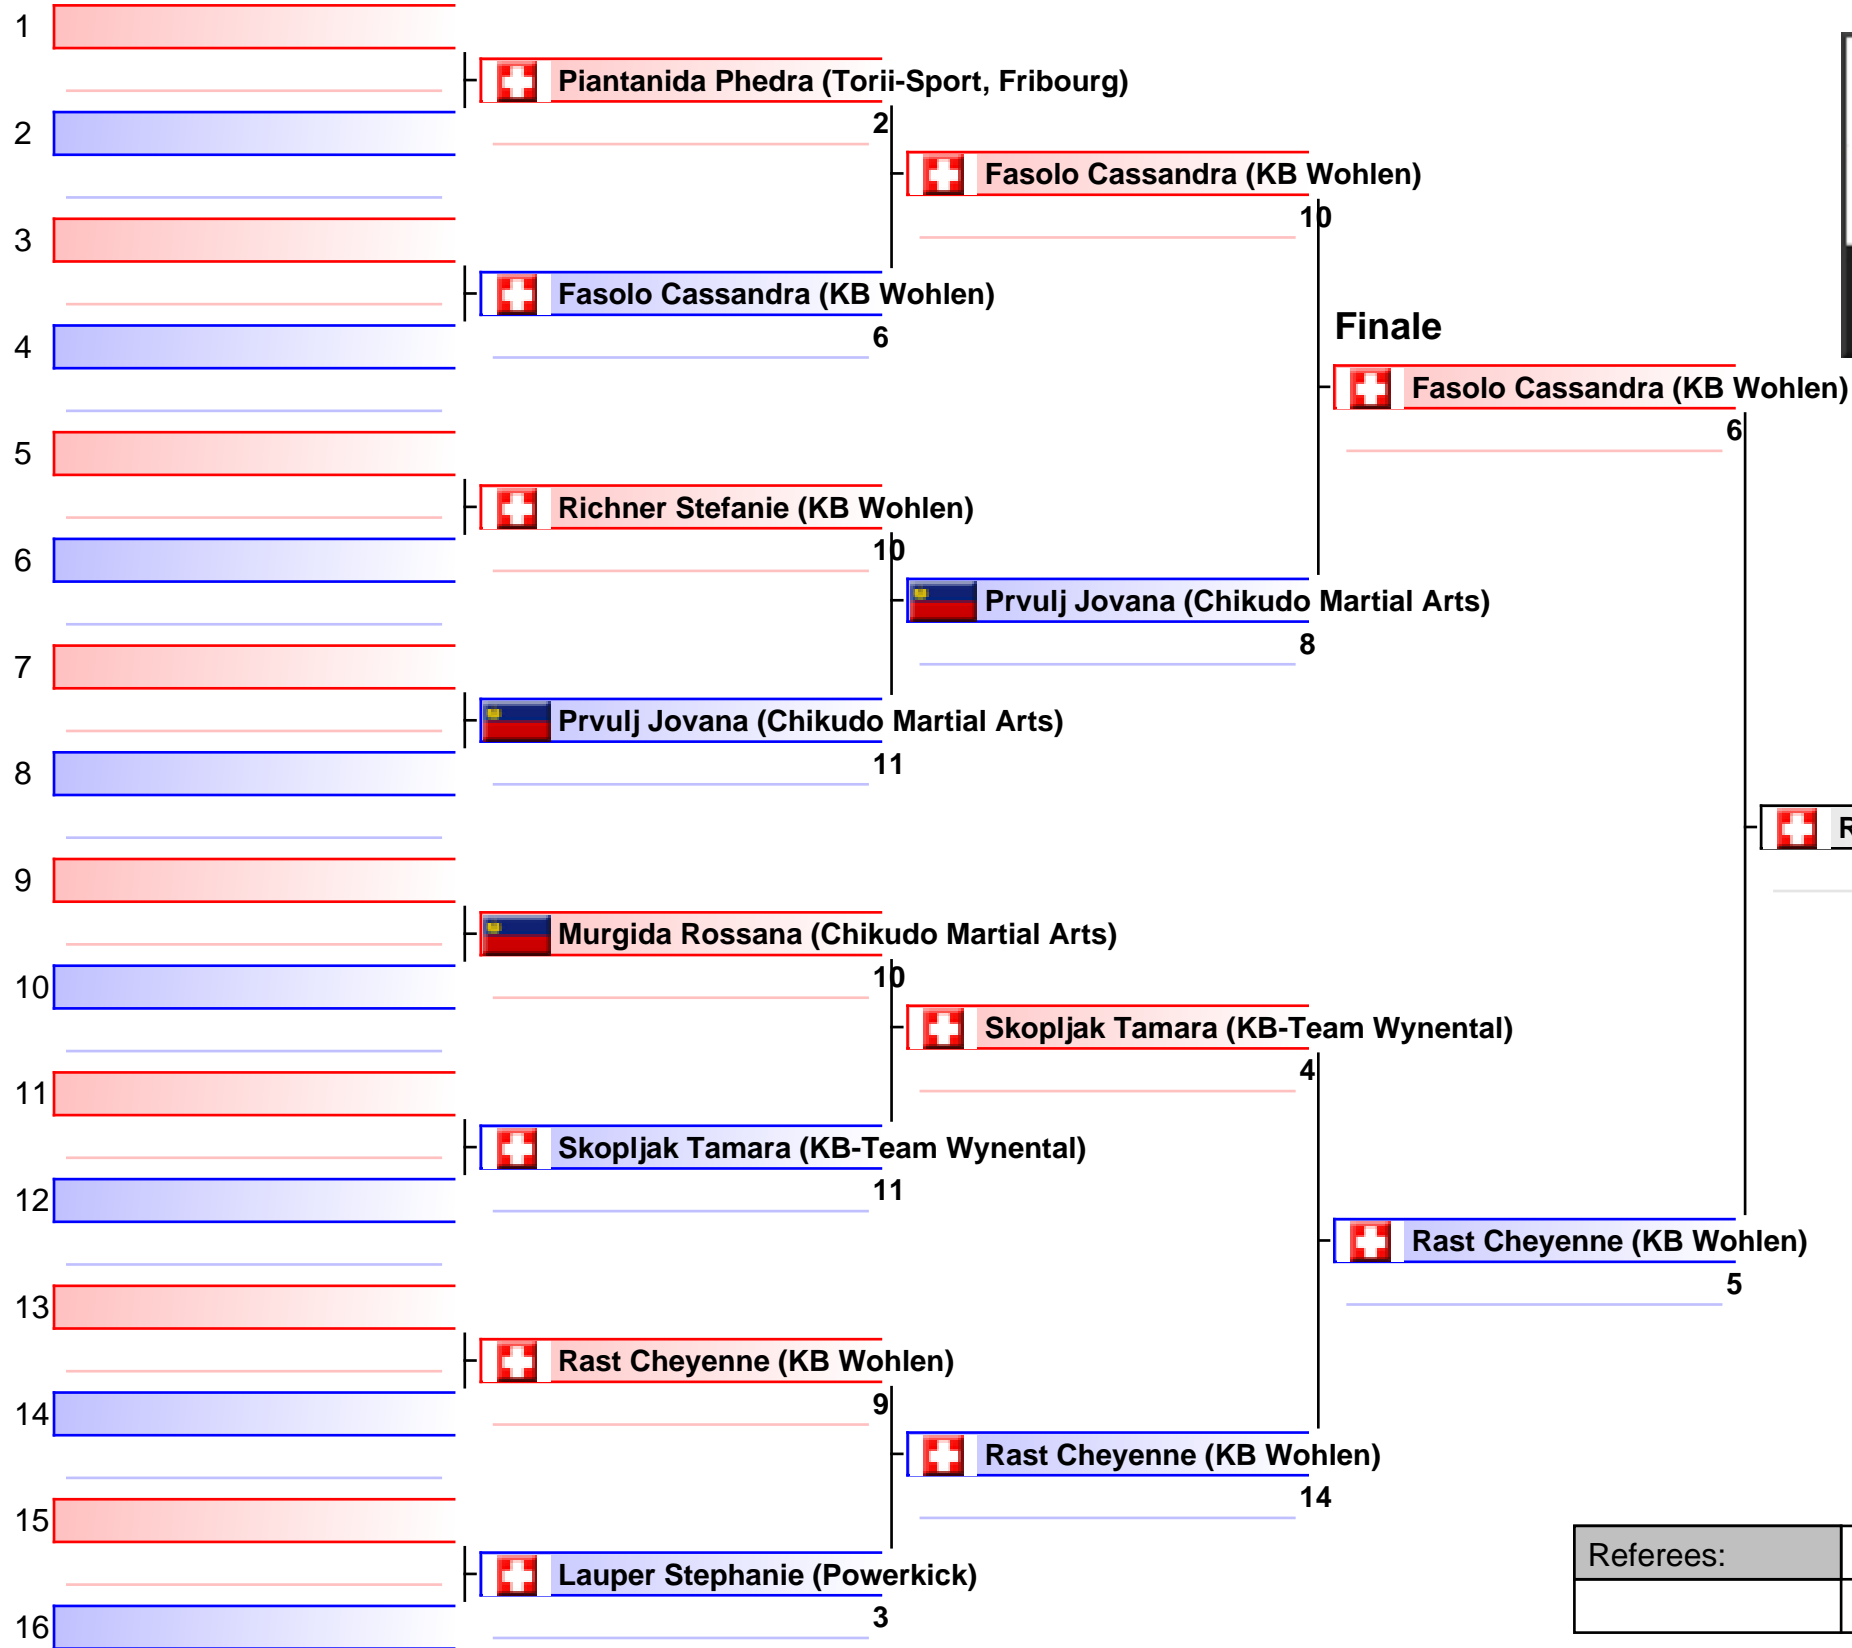 1
Piantanida Phedra (Torii-Sport, Fribourg)
2
2
Fasolo Cassandra (KB Wohlen)
10
3
Fasolo Cassandra (KB Wohlen)
6
4
Finale
Fasolo Cassandra (KB Wohlen)
6
5
Richner Stefanie (KB Wohlen)
10
6
Prvulj Jovana (Chikudo Martial Arts)
8
7
Prvulj Jovana (Chikudo Martial Arts)
11
8
9
Murgida Rossana (Chikudo Martial Arts)
10
10
Skopljak Tamara (KB-Team Wynental)
4
11
Skopljak Tamara (KB-Team Wynental)
11
12
Rast Cheyenne (KB Wohlen)
5
13
Rast Cheyenne (KB Wohlen)
9
14
Rast Cheyenne (KB Wohlen)
14
15
Lauper Stephanie (Powerkick)
3
16
Referees: